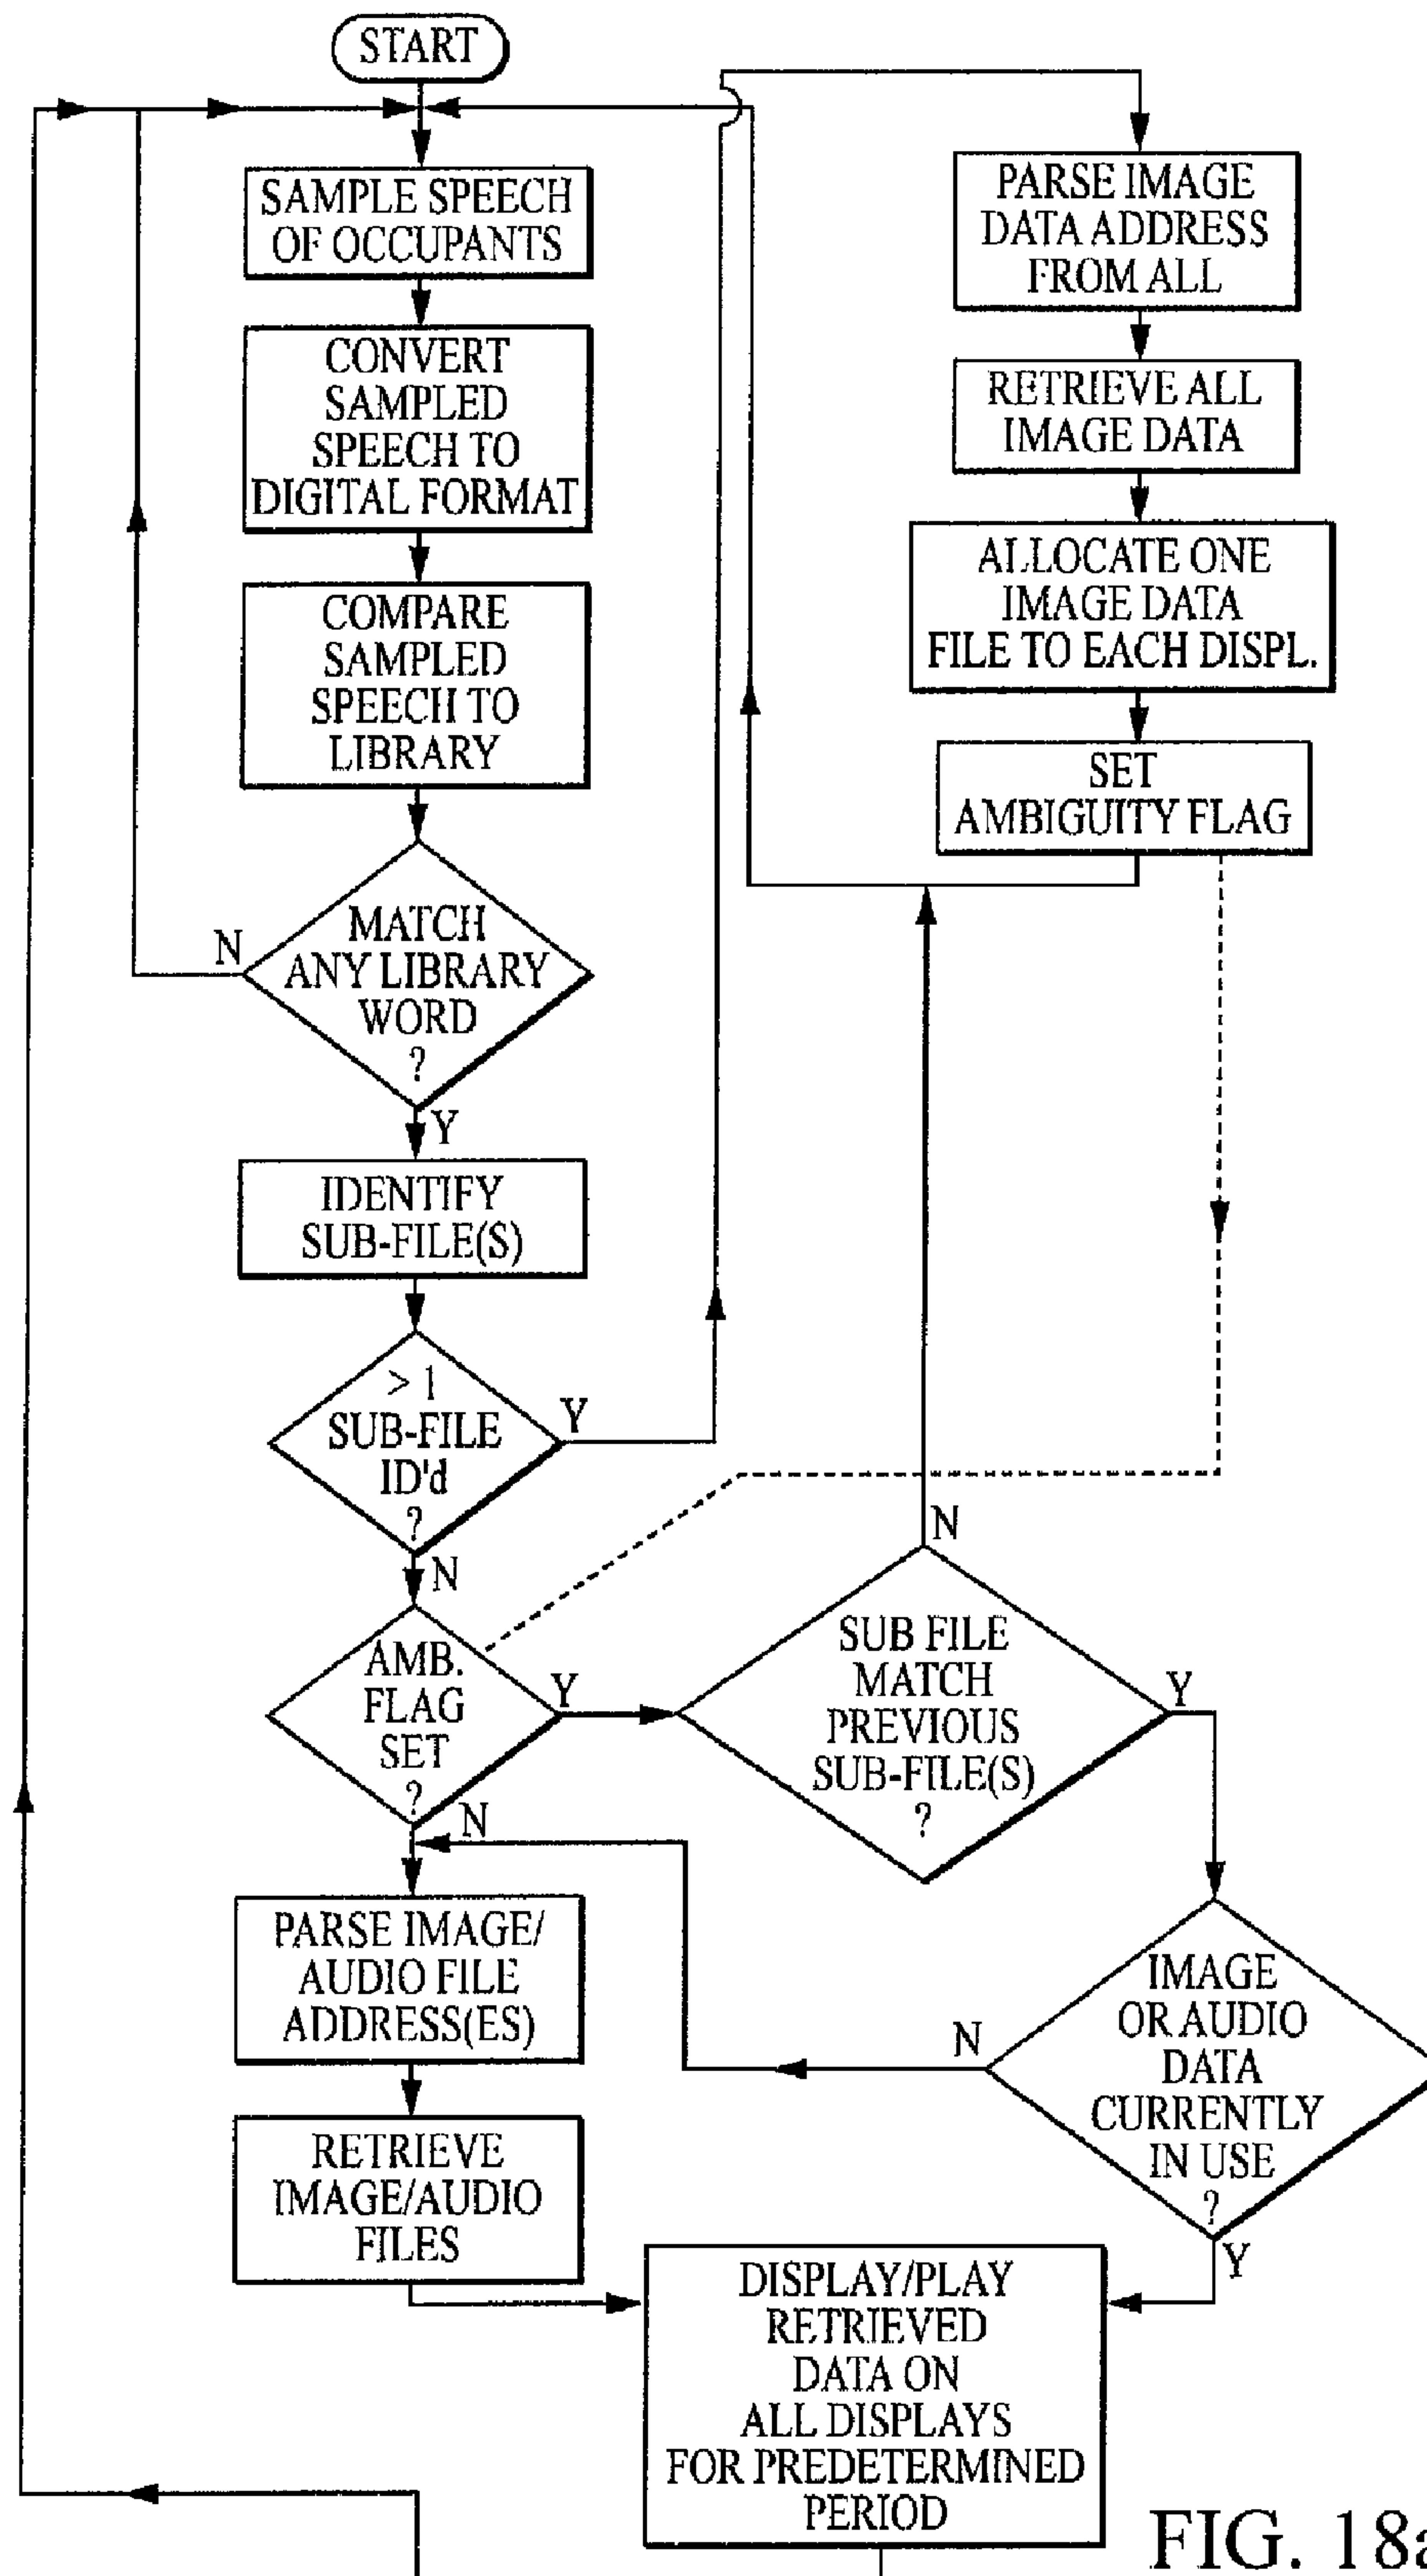 START
SAMPLE SPEECH
OF OCCUPANTS
CONVERT
SAMPLED
SPEECH TO
DIGITAL FORMAT
COMPARE
SAMPLED
SPEECH TO
LIBRARY
MATCH
ANY LIBRARY
WORD
?
N
Y
IDENTIFY
SUB-FILE(S)
> 1
SUB-FILE
ID'd
?
Y
N
AMB.
FLAG
SET
?
Y
N
PARSE IMAGE/
AUDIO FILE
ADDRESS(ES)
RETRIEVE
IMAGE/AUDIO
FILES
PARSE IMAGE
DATA ADDRESS
FROM ALL
RETRIEVE ALL
IMAGE DATA
ALLOCATE ONE
IMAGE DATA
FILE TO EACH DISPL.
SET
AMBIGUITY FLAG
N
SUB FILE
MATCH
PREVIOUS
SUB-FILE(S)
?
Y
IMAGE
OR AUDIO
DATA
CURRENTLY
IN USE
?
N
Y
DISPLAY/PLAY
RETRIEVED
DATA ON
ALL DISPLAYS
FOR PREDETERMINED
PERIOD
FIG. 18a